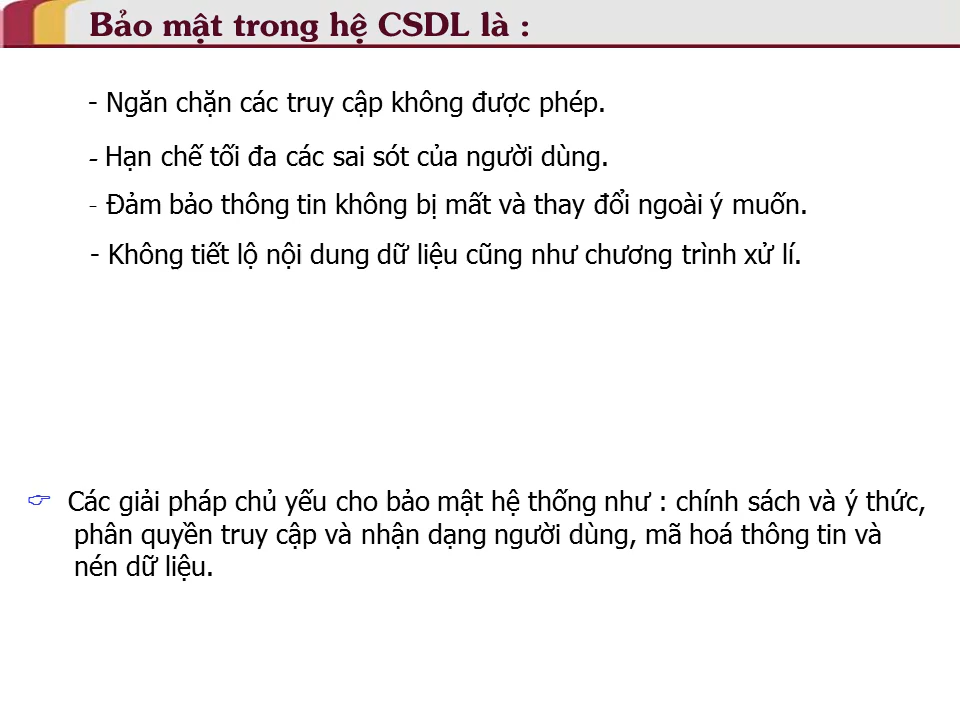 Bảo mật trong hệ CSDL là :
- Ngăn chặn các truy cập không được phép.
- Hạn chế tối đa các sai sót của người dùng.
- Đảm bảo thông tin không bị mất và thay đổi ngoài ý muốn.
- Không tiết lộ nội dung dữ liệu cũng như chương trình xử lí.
☞ Các giải pháp chủ yếu cho bảo mật hệ thống như : chính sách và ý thức,
phân quyền truy cập và nhận dạng người dùng, mã hoá thông tin và
nén dữ liệu.